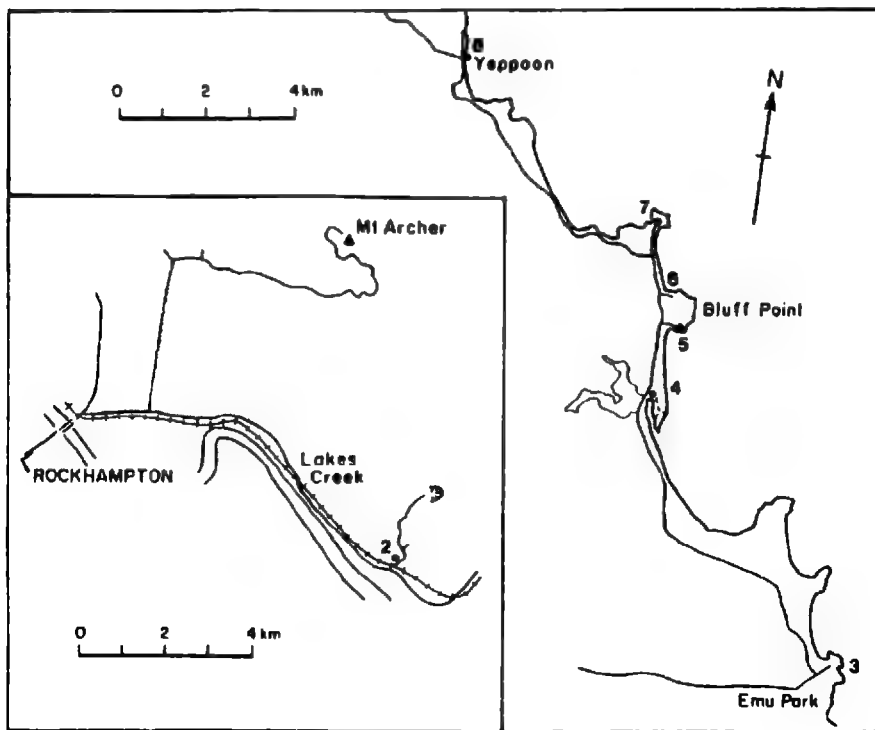 8
Yeppoon
0 2 4 km
N
7
6
Bluff Point
5
4
3
Emu Park
Mt Archer
ROCKHAMPTON
Lakes
Creek
2
0 2 4 km